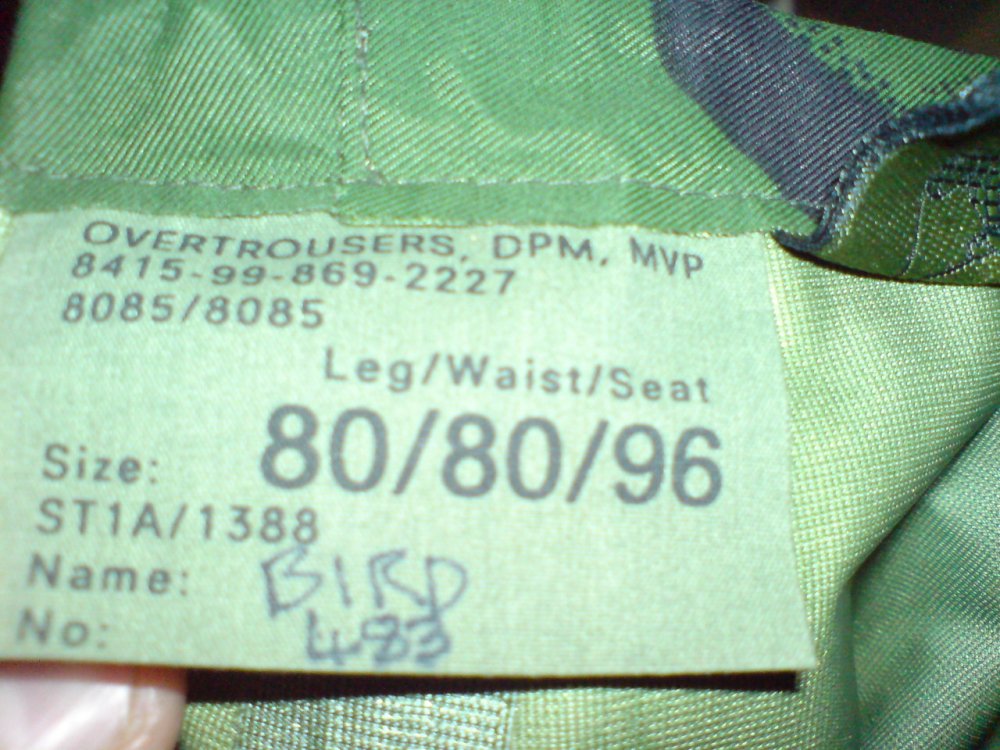 OVERTROUSERS, DPM, MVP
8415-99-869-2227
8085/8085
Leg/Waist/Seat
Size: 80/80/96
ST1A/1388
Name: BIRD
No: 483